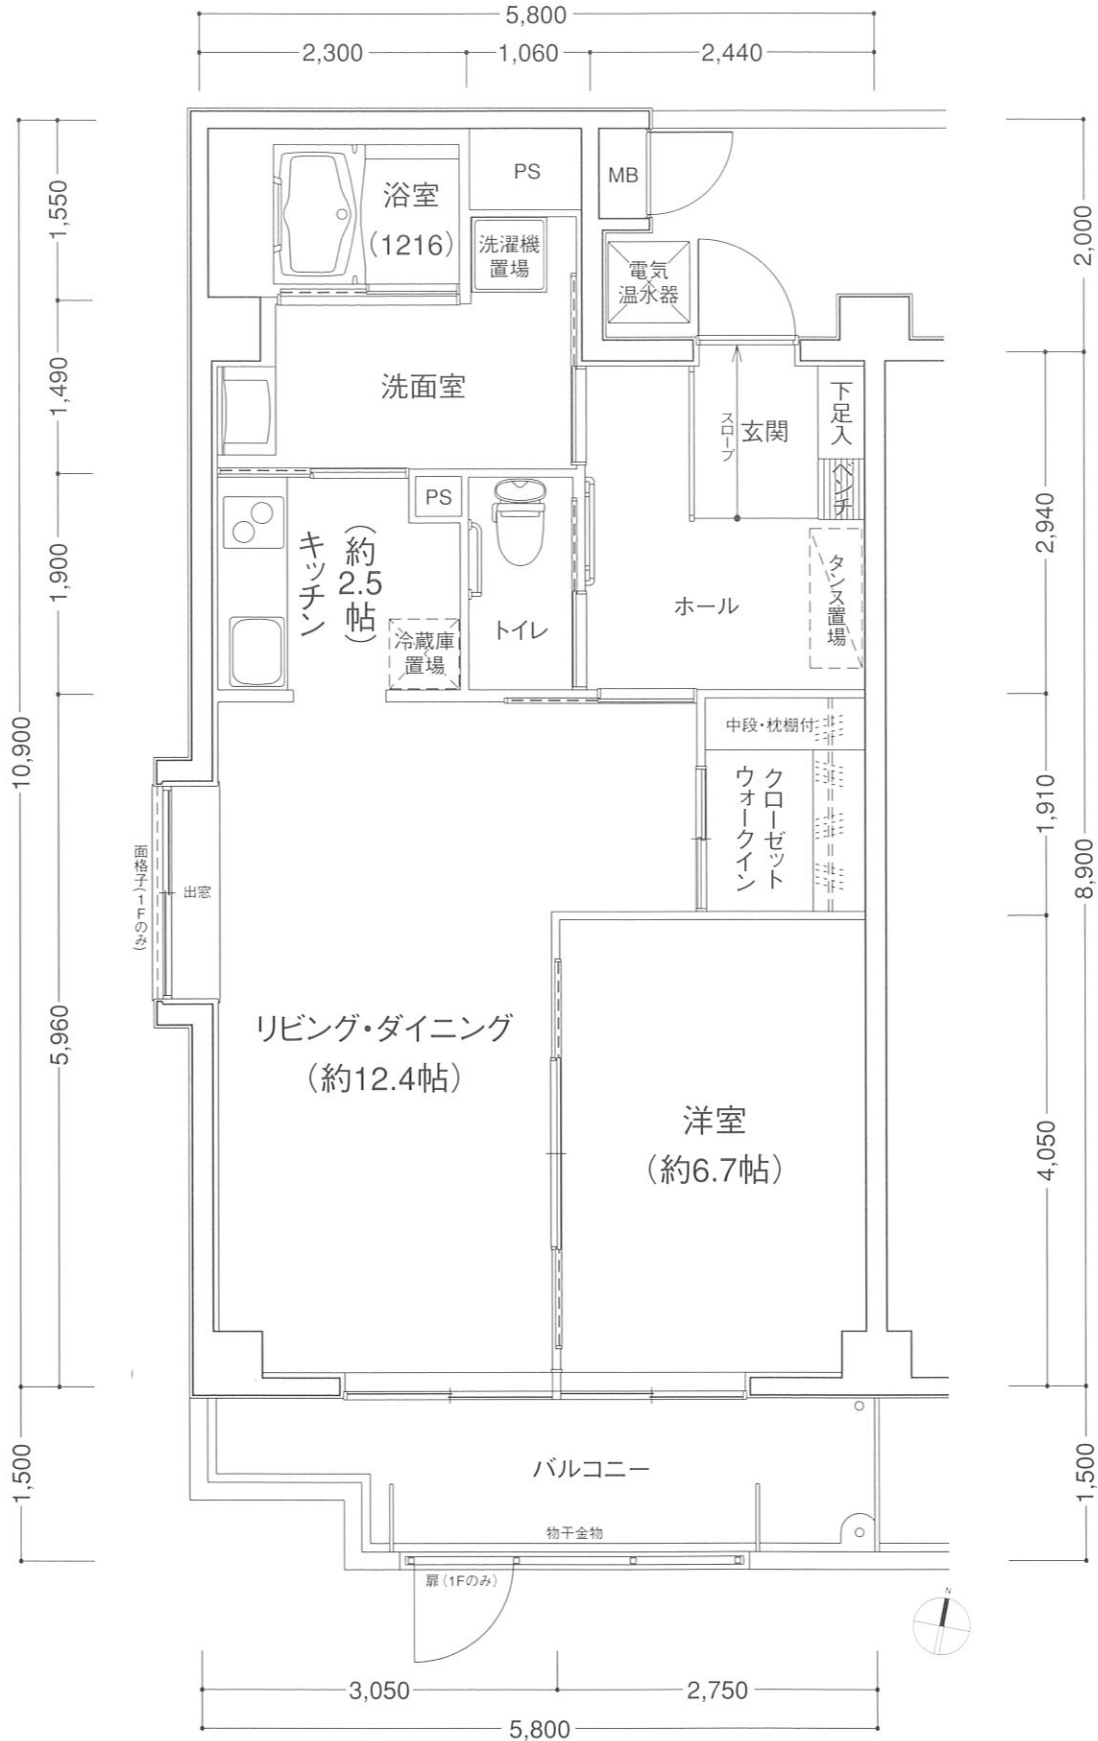 5,800
2,300
1,060
2,440
1,550
1,490
1,900
10,900
5,960
1,500
2,000
2,940
1,910
8,900
4,050
1,500
浴室
(1216)
PS
MB
洗濯機
置場
電気
温水器
洗面室
下足入
玄関
スロープ
ベンチ
PS
キッチン
(約2.5帖)
冷蔵庫
置場
トイレ
ホール
タンス置場
中段・枕棚付
ウォークイン
クローゼット
面格子(1Fのみ)
出窓
リビング・ダイニング
(約12.4帖)
洋室
(約6.7帖)
バルコニー
物干金物
扉(1Fのみ)
N
3,050
2,750
5,800